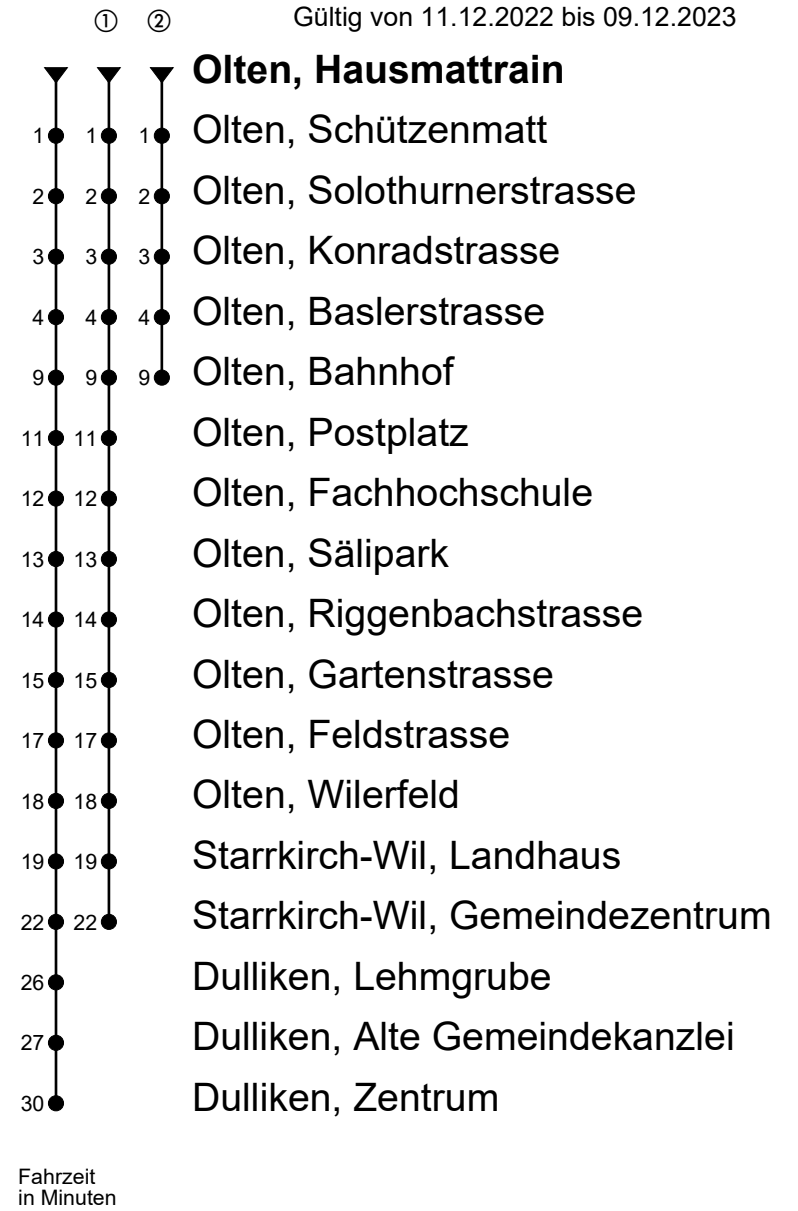 ① ② Gültig von 11.12.2022 bis 09.12.2023
Olten, Hausmattrain
1 1 1 Olten, Schützenmatt
2 2 2 Olten, Solothurnerstrasse
3 3 3 Olten, Konradstrasse
4 4 4 Olten, Baslerstrasse
9 9 9 Olten, Bahnhof
11 11 Olten, Postplatz
12 12 Olten, Fachhochschule
13 13 Olten, Sälipark
14 14 Olten, Riggenbachstrasse
15 15 Olten, Gartenstrasse
17 17 Olten, Feldstrasse
18 18 Olten, Wilerfeld
19 19 Starrkirch-Wil, Landhaus
22 22 Starrkirch-Wil, Gemeindezentrum
26 Dulliken, Lehmgrube
27 Dulliken, Alte Gemeindekanzlei
30 Dulliken, Zentrum
Fahrzeit
in Minuten